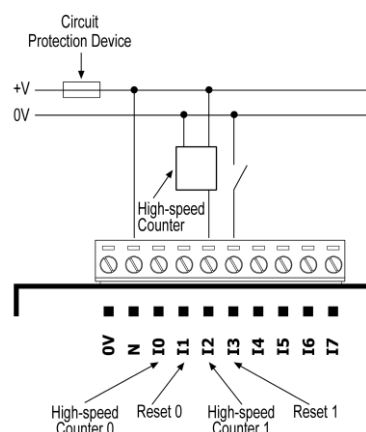 Circuit
Protection Device
+V
0V
High-speed
Counter
0V N I0 I1 I2 I3 I4 I5 I6 I7
High-speed
Counter 0
Reset 0
High-speed
Counter 1
Reset 1